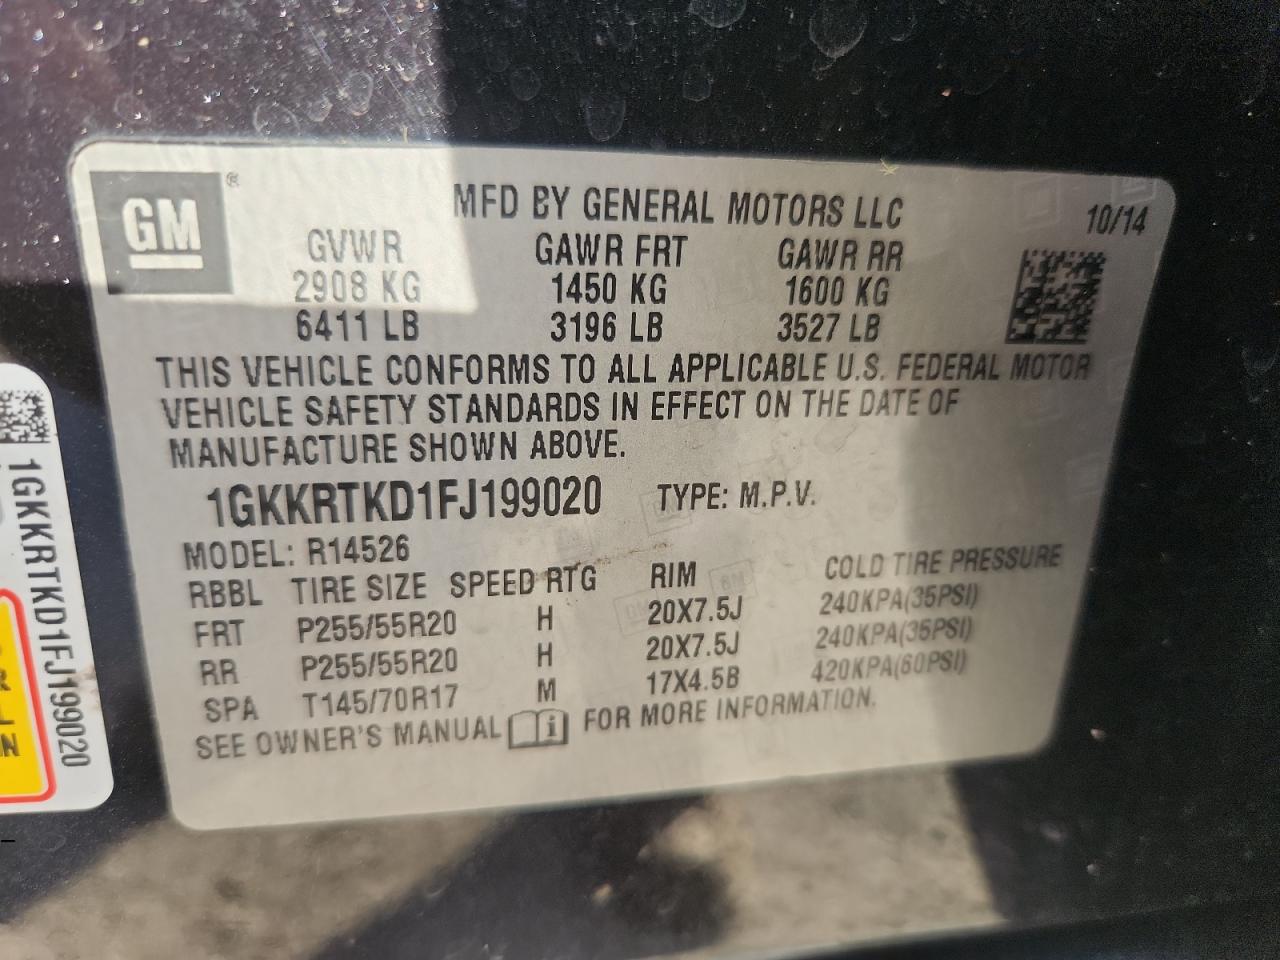 GM
®
MFD BY GENERAL MOTORS LLC
10/14
GVWR GAWR FRT GAWR RR
2908 KG 1450 KG 1600 KG
6411 LB 3196 LB 3527 LB
THIS VEHICLE CONFORMS TO ALL APPLICABLE U.S. FEDERAL MOTOR
VEHICLE SAFETY STANDARDS IN EFFECT ON THE DATE OF
MANUFACTURE SHOWN ABOVE.
1GKKRTKD1FJ199020 TYPE: M.P.V.
MODEL: R14526
RBBL TIRE SIZE SPEED RTG RIM COLD TIRE PRESSURE
FRT P255/55R20 H 20X7.5J 240KPA(35PSI)
RR P255/55R20 H 20X7.5J 240KPA(35PSI)
SPA T145/70R17 M 17X4.5B 420KPA(60PSI)
SEE OWNER'S MANUAL i FOR MORE INFORMATION.
1GKKRTKD1FJ199020